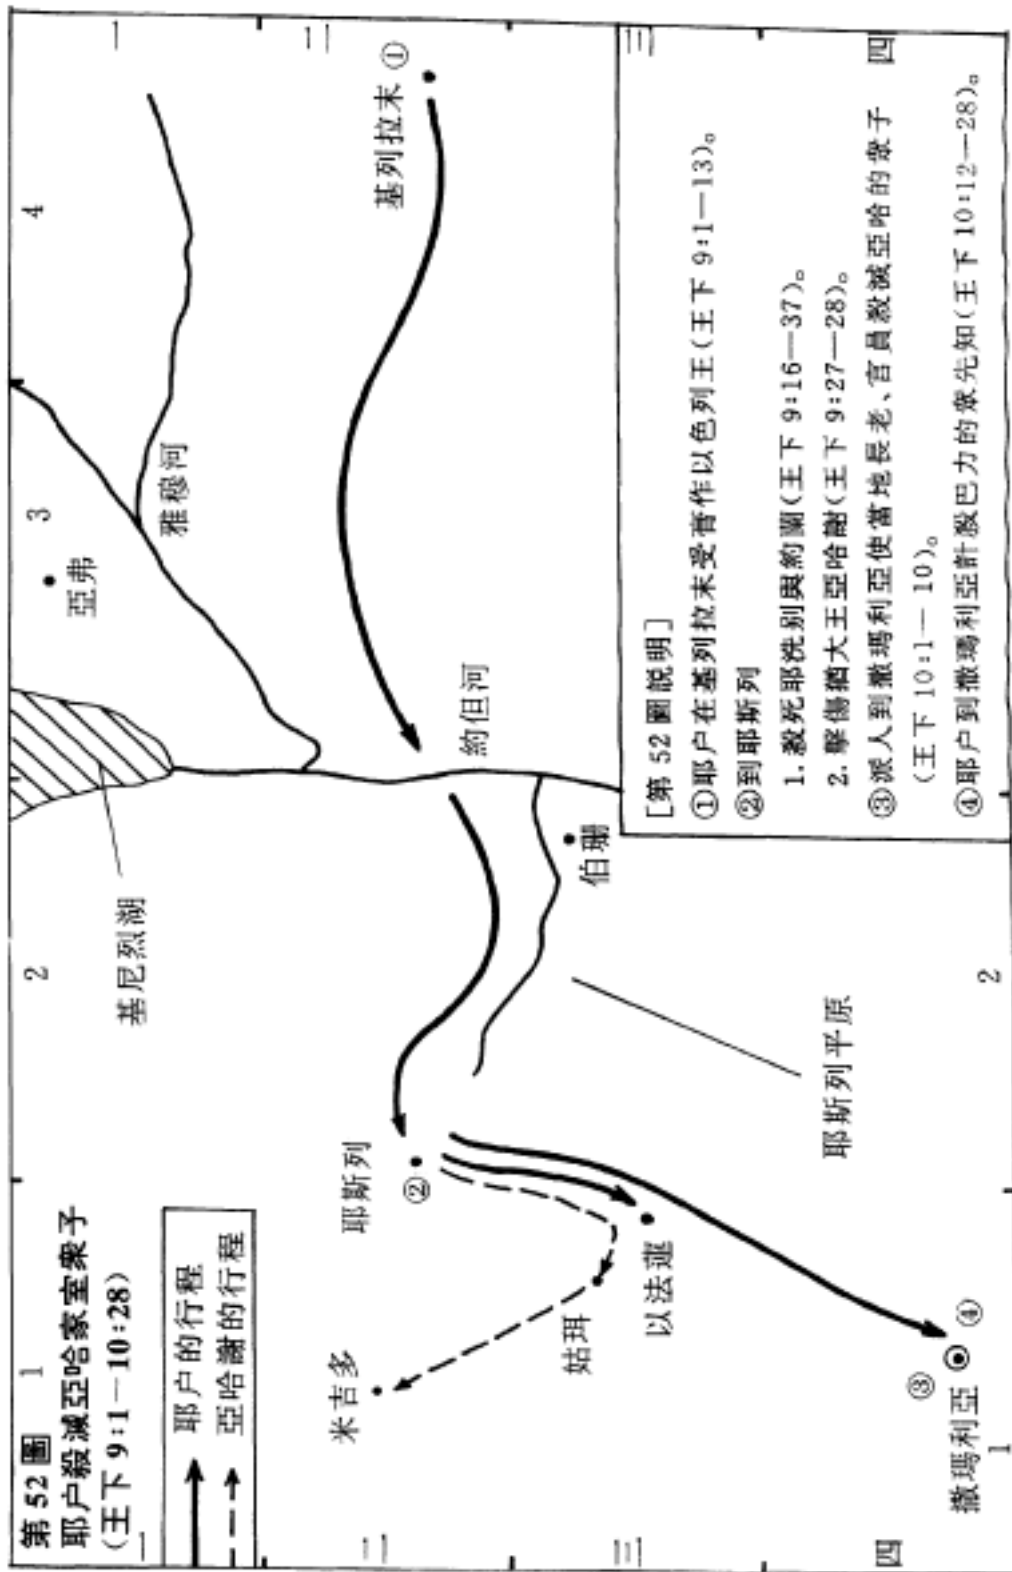 第 52 圖
耶户殺滅亞哈家室衆子
(王下 9:1—10:28)
耶户的行程
亞哈謝的行程
1
2
3
4
一
二
三
四
一
二
三
四
1
2
亞弗
雅穆河
基列拉末 ①
基尼烈湖
約但河
伯珊
耶斯列
②
耶斯列平原
米吉多
姑珥
以法蓮
③
④
撒瑪利亞
[第 52 圖説明]
①耶户在基列拉末受膏作以色列王(王下 9:1—13)。
②到耶斯列
1. 殺死耶洗别與約蘭(王下 9:16—37)。
2. 擊傷猶大王亞哈謝(王下 9:27—28)。
③派人到撒瑪利亞使當地長老、官員殺滅亞哈的衆子
(王下 10:1— 10)。
④耶户到撒瑪利亞計殺巴力的衆先知(王下 10:12—28)。